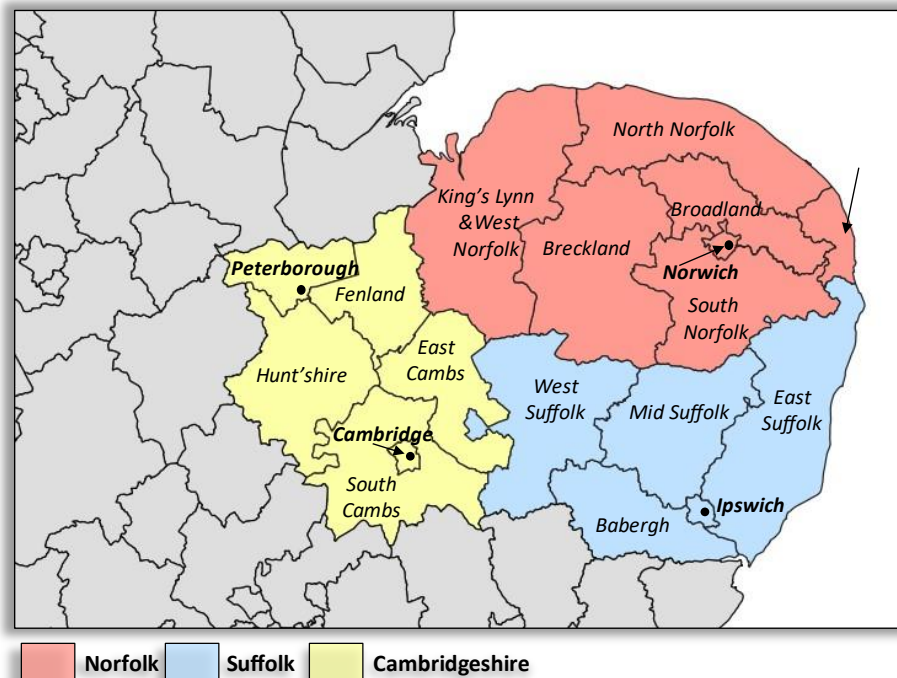 North Norfolk
King's Lynn
&West
Norfolk
Broadland
Breckland
Norwich
Peterborough
Fenland
South
Norfolk
East
Cambs
Hunt'shire
West
Suffolk
Mid Suffolk
East
Suffolk
Cambridge
South
Cambs
Ipswich
Babergh
Norfolk
Suffolk
Cambridgeshire